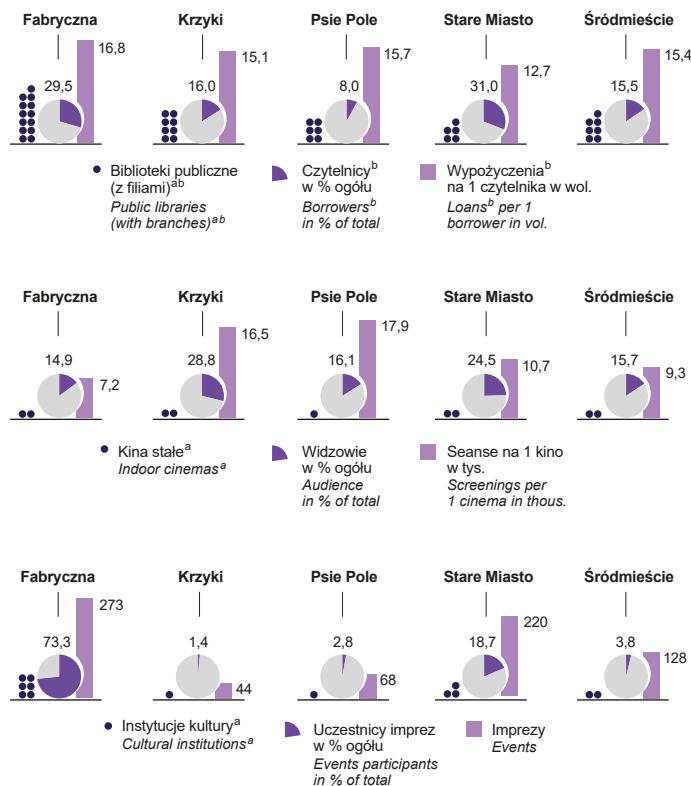 Fabryczna Krzyki Psie Pole Stare Miasto Śródmieście
16,8 15,1 15,7 12,7 15,4
29,5 16,0 8,0 31,0 15,5
Biblioteki publiczne Czytelnicyᵇ Wypożyczeniaᵇ
(z filiami)ᵃᵇ w % ogółu na 1 czytelnika w wol.
Public libraries Borrowersᵇ Loansᵇ per 1
(with branches)ᵃᵇ in % of total borrower in vol.
Fabryczna Krzyki Psie Pole Stare Miasto Śródmieście
7,2 16,5 17,9 10,7 9,3
14,9 28,8 16,1 24,5 15,7
Kina stałeᵃ Widzowie Seanse na 1 kino
Indoor cinemasᵃ w % ogółu w tys.
Audience Screenings per
in % of total 1 cinema in thous.
Fabryczna Krzyki Psie Pole Stare Miasto Śródmieście
273 44 68 220 128
73,3 1,4 2,8 18,7 3,8
Instytucje kulturyᵃ Uczestnicy imprez Imprezy
Cultural institutionsᵃ w % ogółu Events
Events participants
in % of total